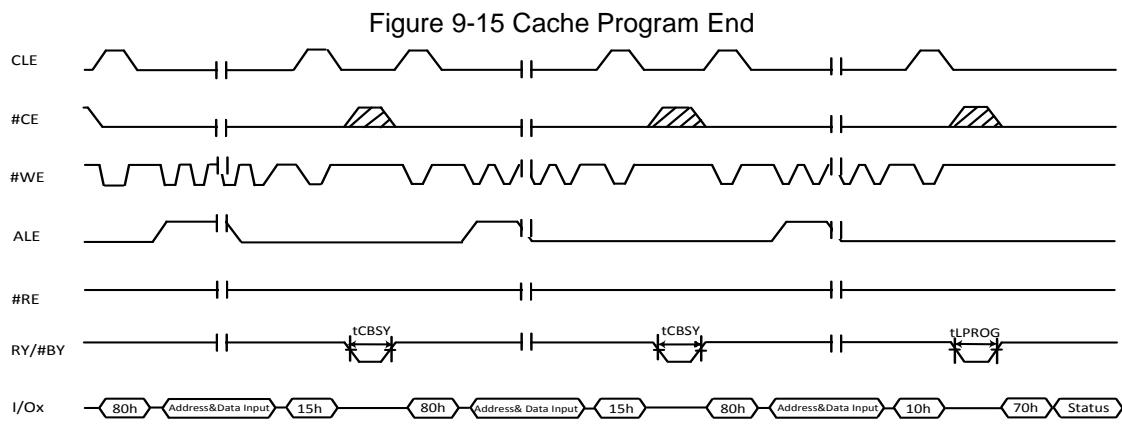 Figure 9-15 Cache Program End
CLE
#CE
#WE
ALE
#RE
RY/#BY tCBSY tCBSY tLPROG
I/Ox 80h Address&Data Input 15h 80h Address& Data Input 15h 80h Address&Data Input 10h 70h Status